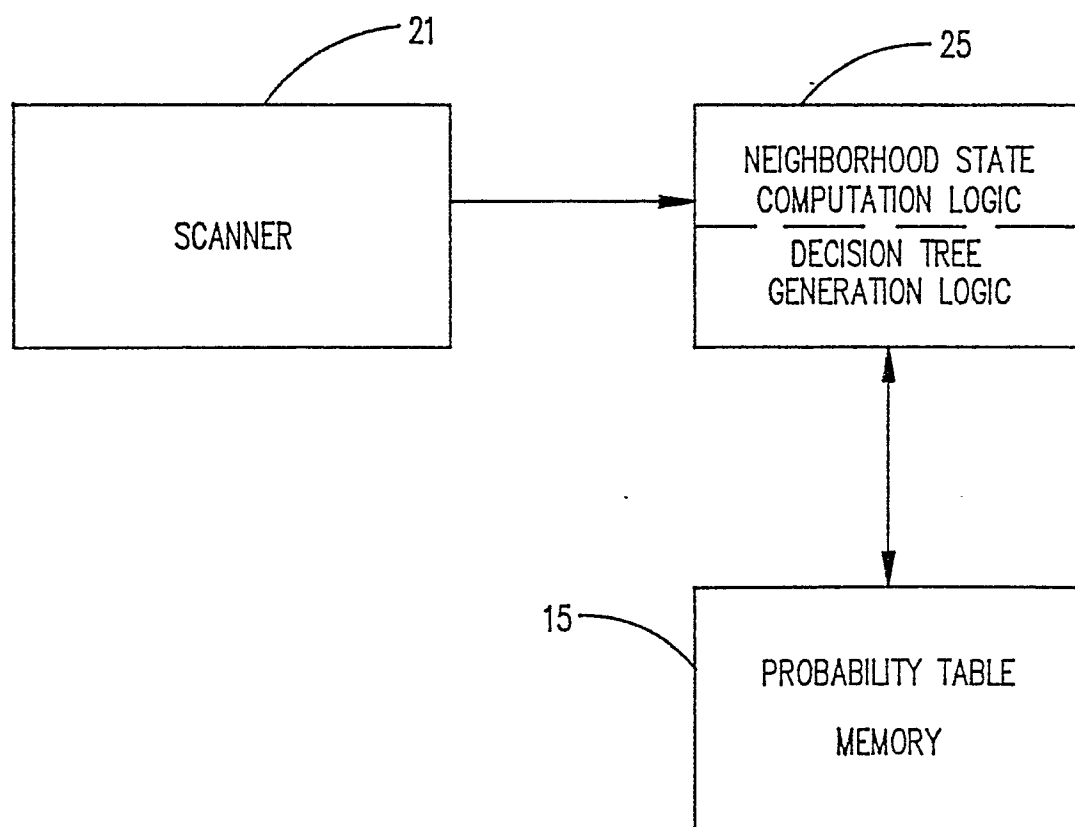 21
25
SCANNER
NEIGHBORHOOD STATE
COMPUTATION LOGIC
DECISION TREE
GENERATION LOGIC
15
PROBABILITY TABLE
MEMORY